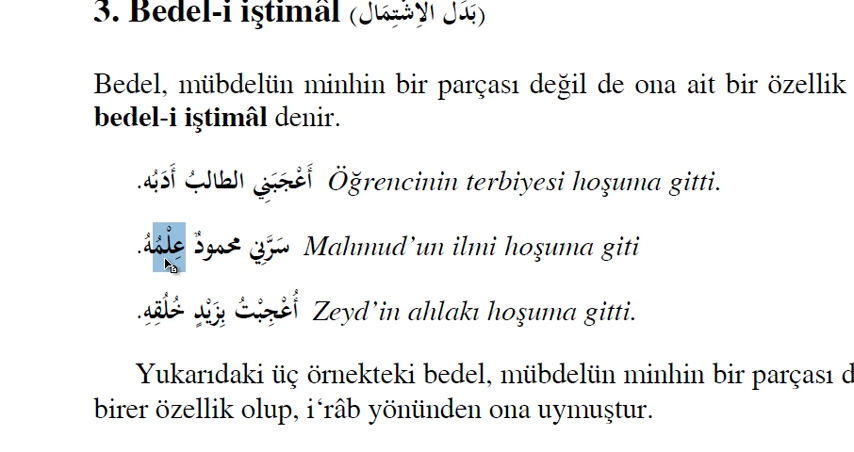 3. Bedel-i iştimâl (بَدَل الاِشْتِمَال)
Bedel, mübdelün minhin bir parçası değil de ona ait bir özellik
bedel-i iştimâl denir.
أَعْجَبَنِي الطالبُ أَدَبُه. Öğrencinin terbiyesi hoşuma gitti.
سَرَّنِي محمودٌ عِلْمُهُ. Mahmud’un ilmi hoşuma giti
أُعْجِبْتُ بِزَيْدٍ خُلُقِهِ. Zeyd’in ahlakı hoşuma gitti.
Yukarıdaki üç örnekteki bedel, mübdelün minhin bir parçası
birer özellik olup, i‘râb yönünden ona uymuştur.